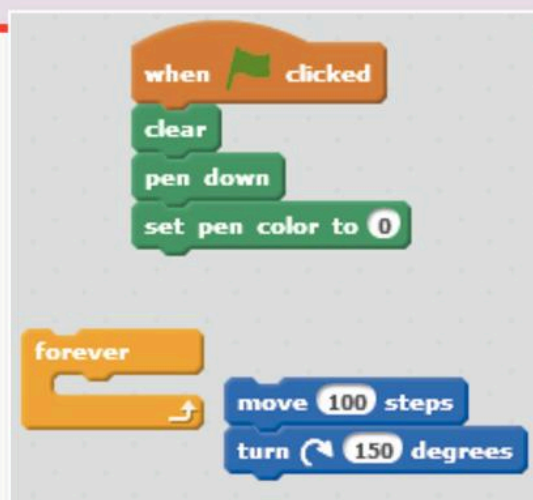 when clicked
clear
pen down
set pen color to 0
forever
move 100 steps
turn 150 degrees